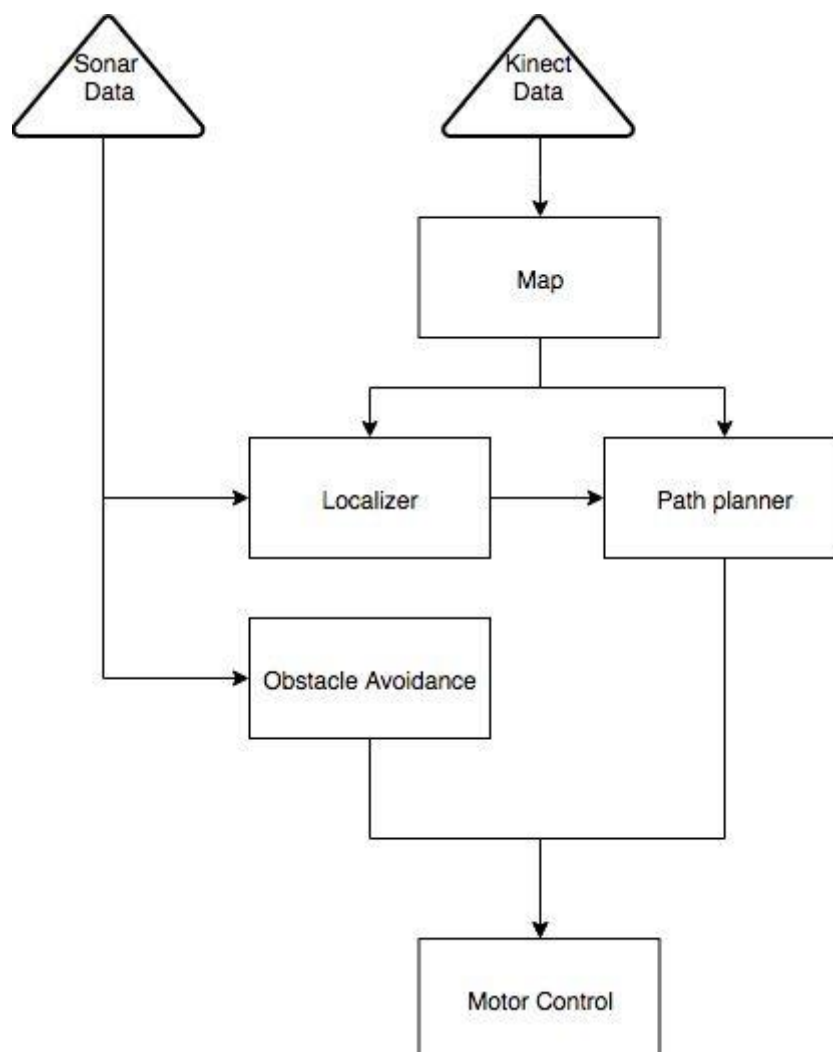 Sonar
Data
Kinect
Data
Map
Localizer
Path planner
Obstacle Avoidance
Motor Control